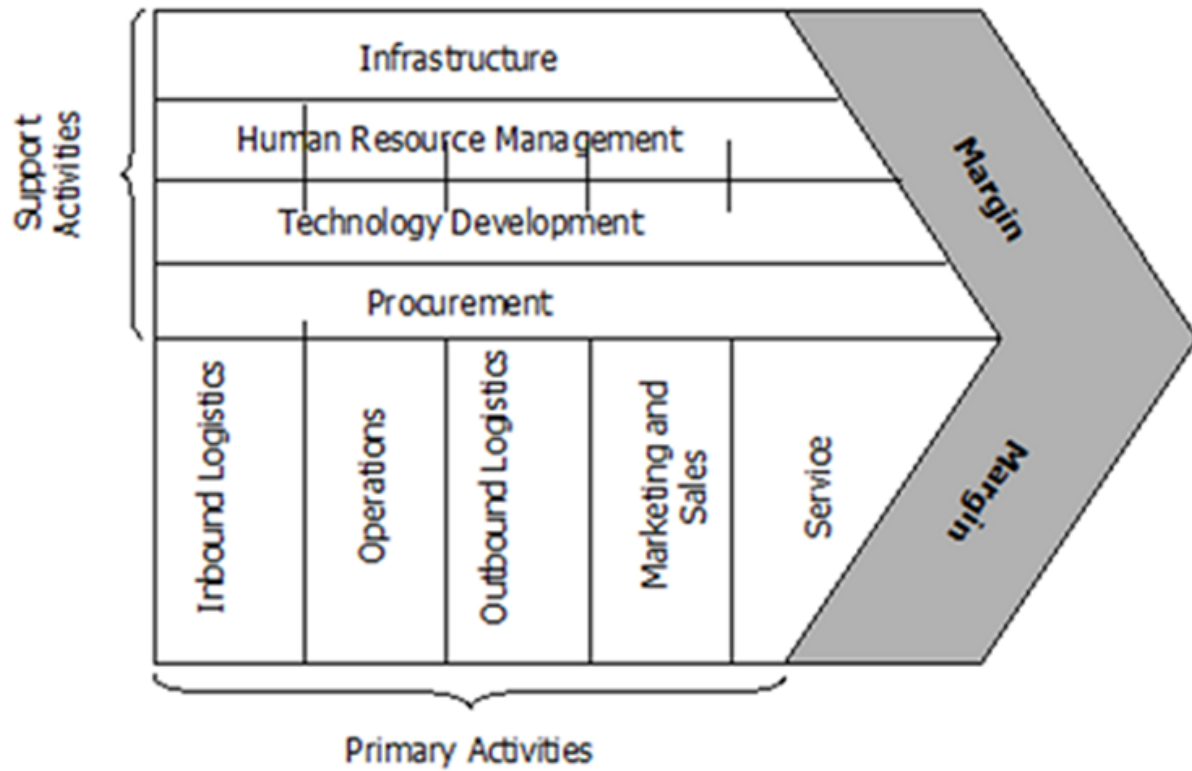 Support
Activities
Infrastructure
Human Resource Management
Technology Development
Procurement
Inbound Logistics
Operations
Outbound Logistics
Marketing and
Sales
Service
Margin
Margin
Primary Activities